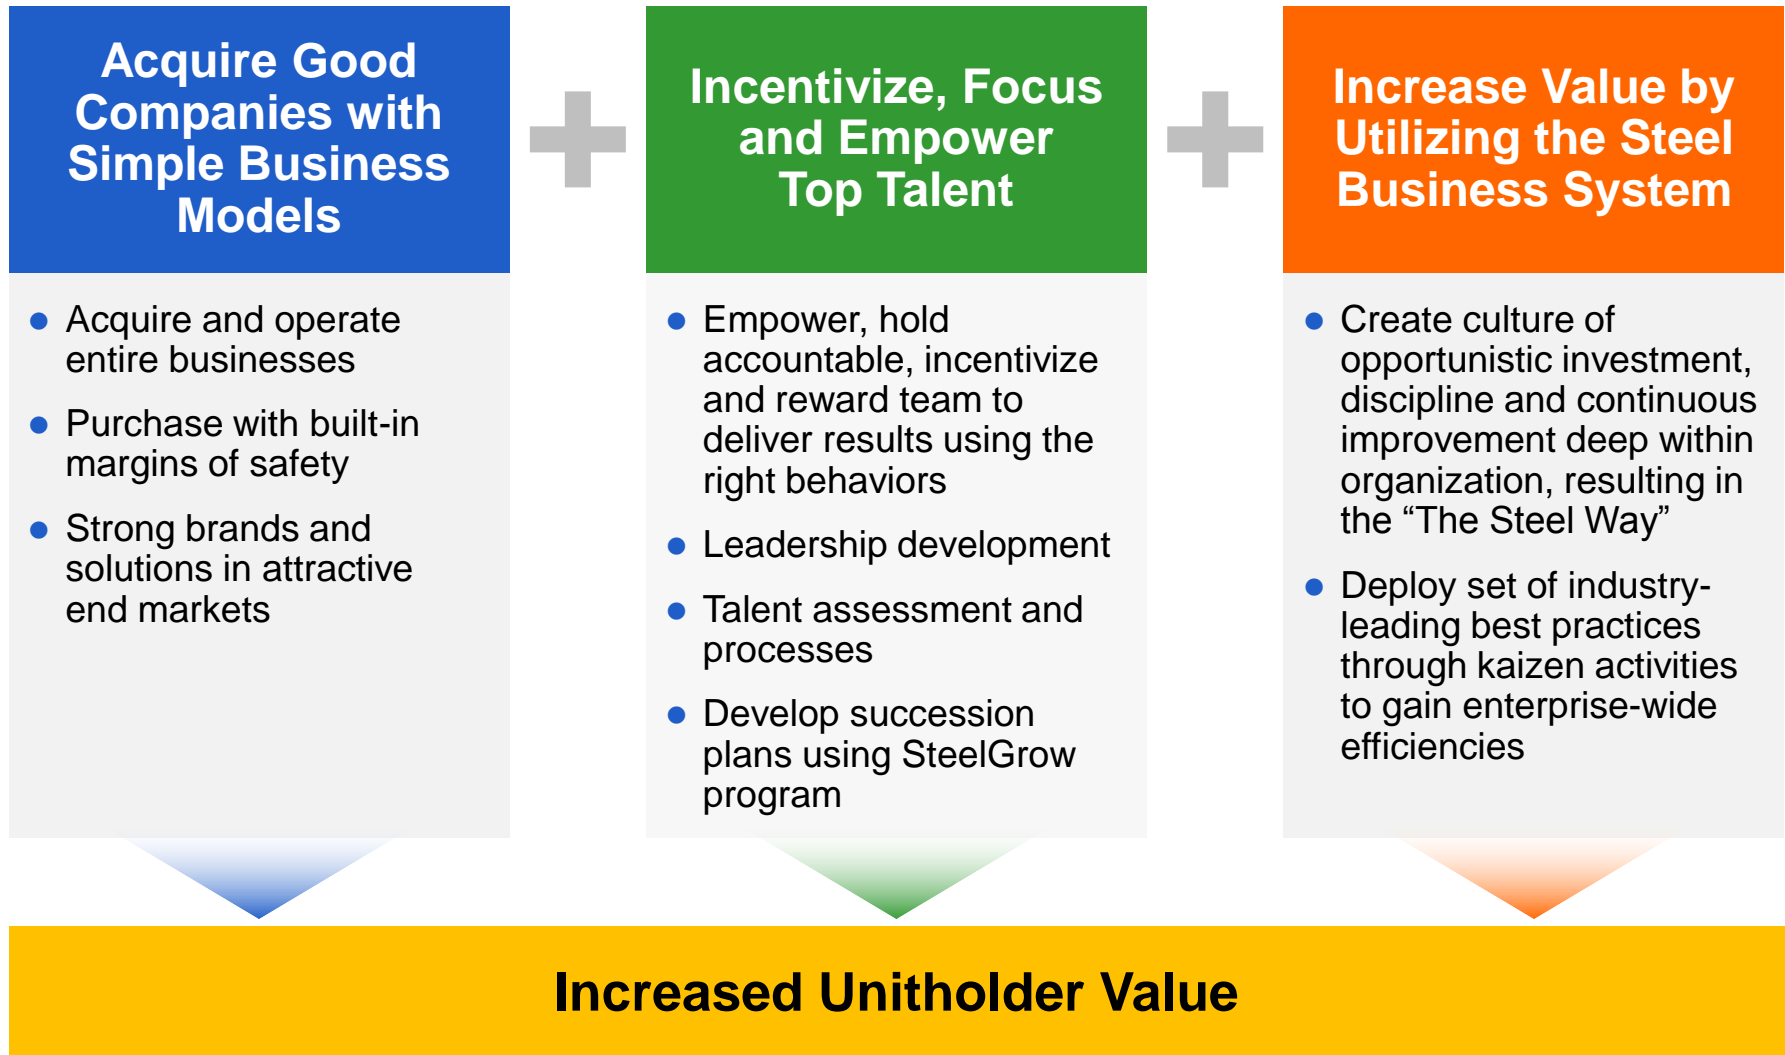 Acquire Good
Companies with
Simple Business
Models
Incentivize, Focus
and Empower
Top Talent
Increase Value by
Utilizing the Steel
Business System
● Acquire and operate
entire businesses
● Purchase with built-in
margins of safety
● Strong brands and
solutions in attractive
end markets
● Empower, hold
accountable, incentivize
and reward team to
deliver results using the
right behaviors
● Leadership development
● Talent assessment and
processes
● Develop succession
plans using SteelGrow
program
● Create culture of
opportunistic investment,
discipline and continuous
improvement deep within
organization, resulting in
the “The Steel Way”
● Deploy set of industry-
leading best practices
through kaizen activities
to gain enterprise-wide
efficiencies
Increased Unitholder Value